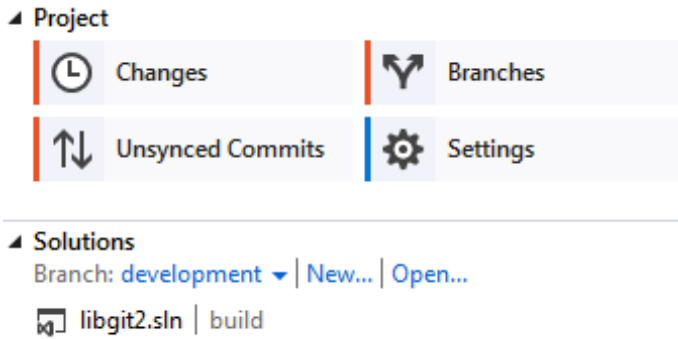 Project
Changes Branches
Unsynced Commits Settings
Solutions
Branch: development | New... | Open...
libgit2.sln | build